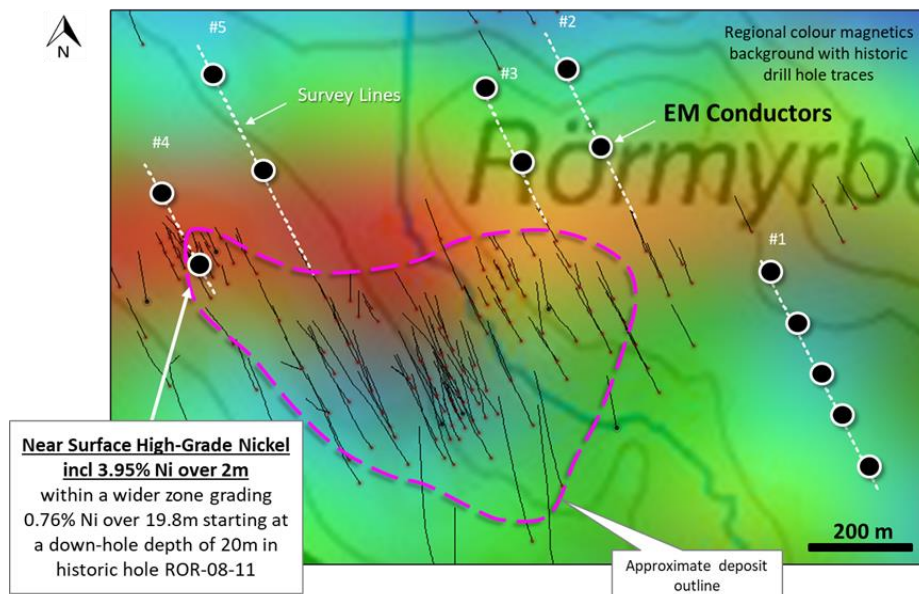 N
#5
#2
Regional colour magnetics
background with historic
drill hole traces
#3
Survey Lines
EM Conductors
#4
Rörmyrbe
#1
Near Surface High-Grade Nickel
incl 3.95% Ni over 2m
within a wider zone grading
0.76% Ni over 19.8m starting at
a down-hole depth of 20m in
historic hole ROR-08-11
200 m
Approximate deposit
outline